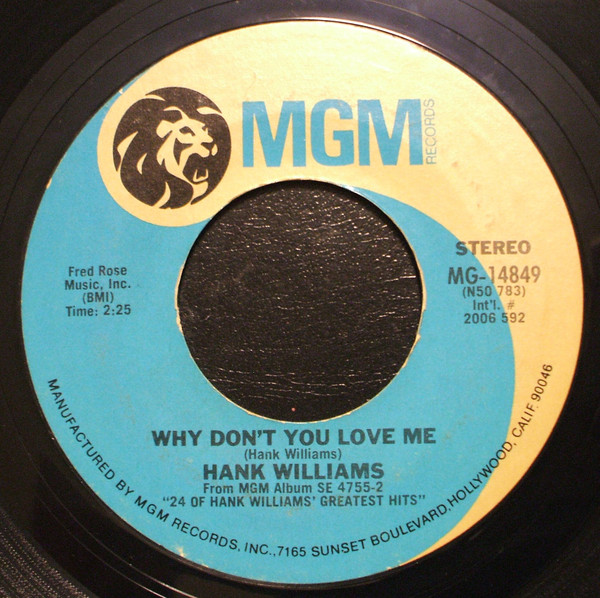 MGM
RECORDS
STEREO
MG-14849
(N50 783)
Int'l. #
2006 592
Fred Rose
Music, Inc.
(BMI)
Time: 2:25
WHY DON'T YOU LOVE ME
(Hank Williams)
HANK WILLIAMS
From MGM Album SE 4755-2
"24 OF HANK WILLIAMS' GREATEST HITS"
MANUFACTURED BY MGM RECORDS, INC., 7165 SUNSET BOULEVARD, HOLLYWOOD, CALIF. 90046